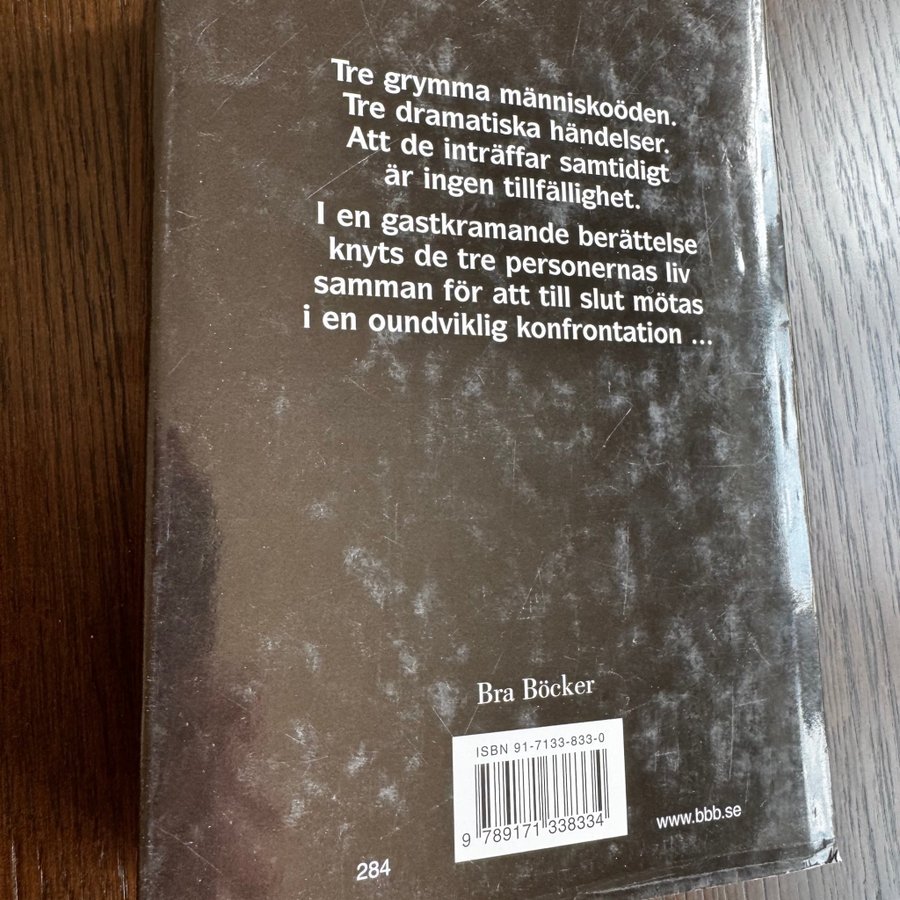 Tre grymma människoöden.
Tre dramatiska händelser.
Att de inträffar samtidigt
är ingen tillfällighet.
I en gastkramande berättelse
knyts de tre personernas liv
samman för att till slut mötas
i en oundviklig konfrontation ...
Bra Böcker
ISBN 91-7133-833-0
9 789171 338334
www.bbb.se
284